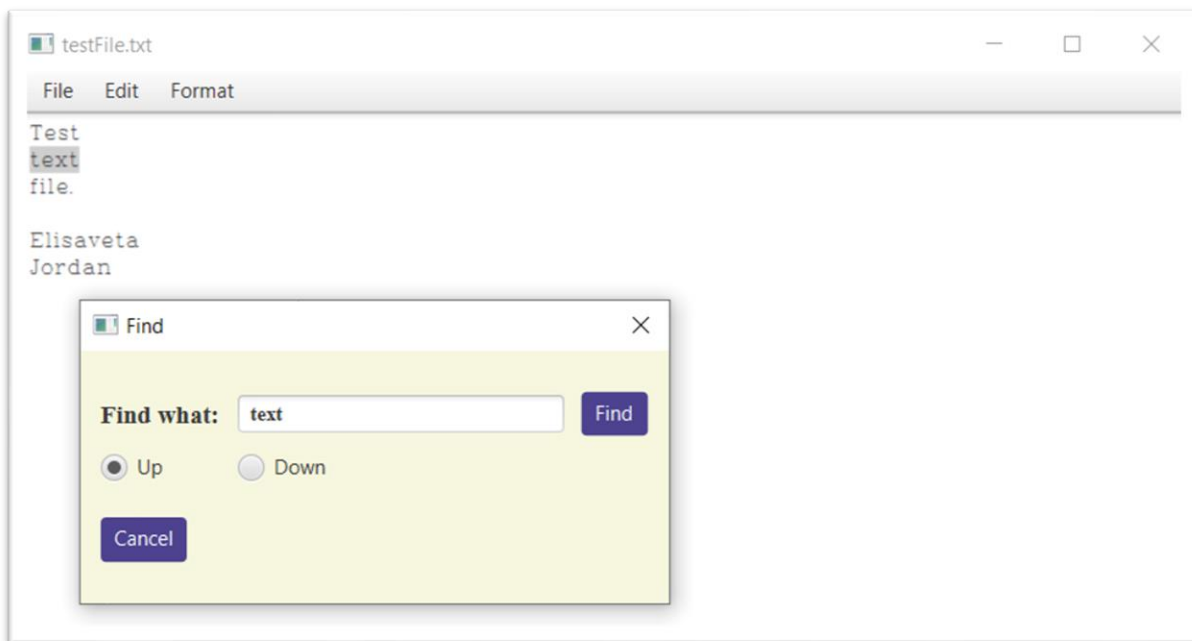 testFile.txt
File Edit Format
Test
text
file.
Elisaveta
Jordan
Find
Find what: text Find
Up Down
Cancel